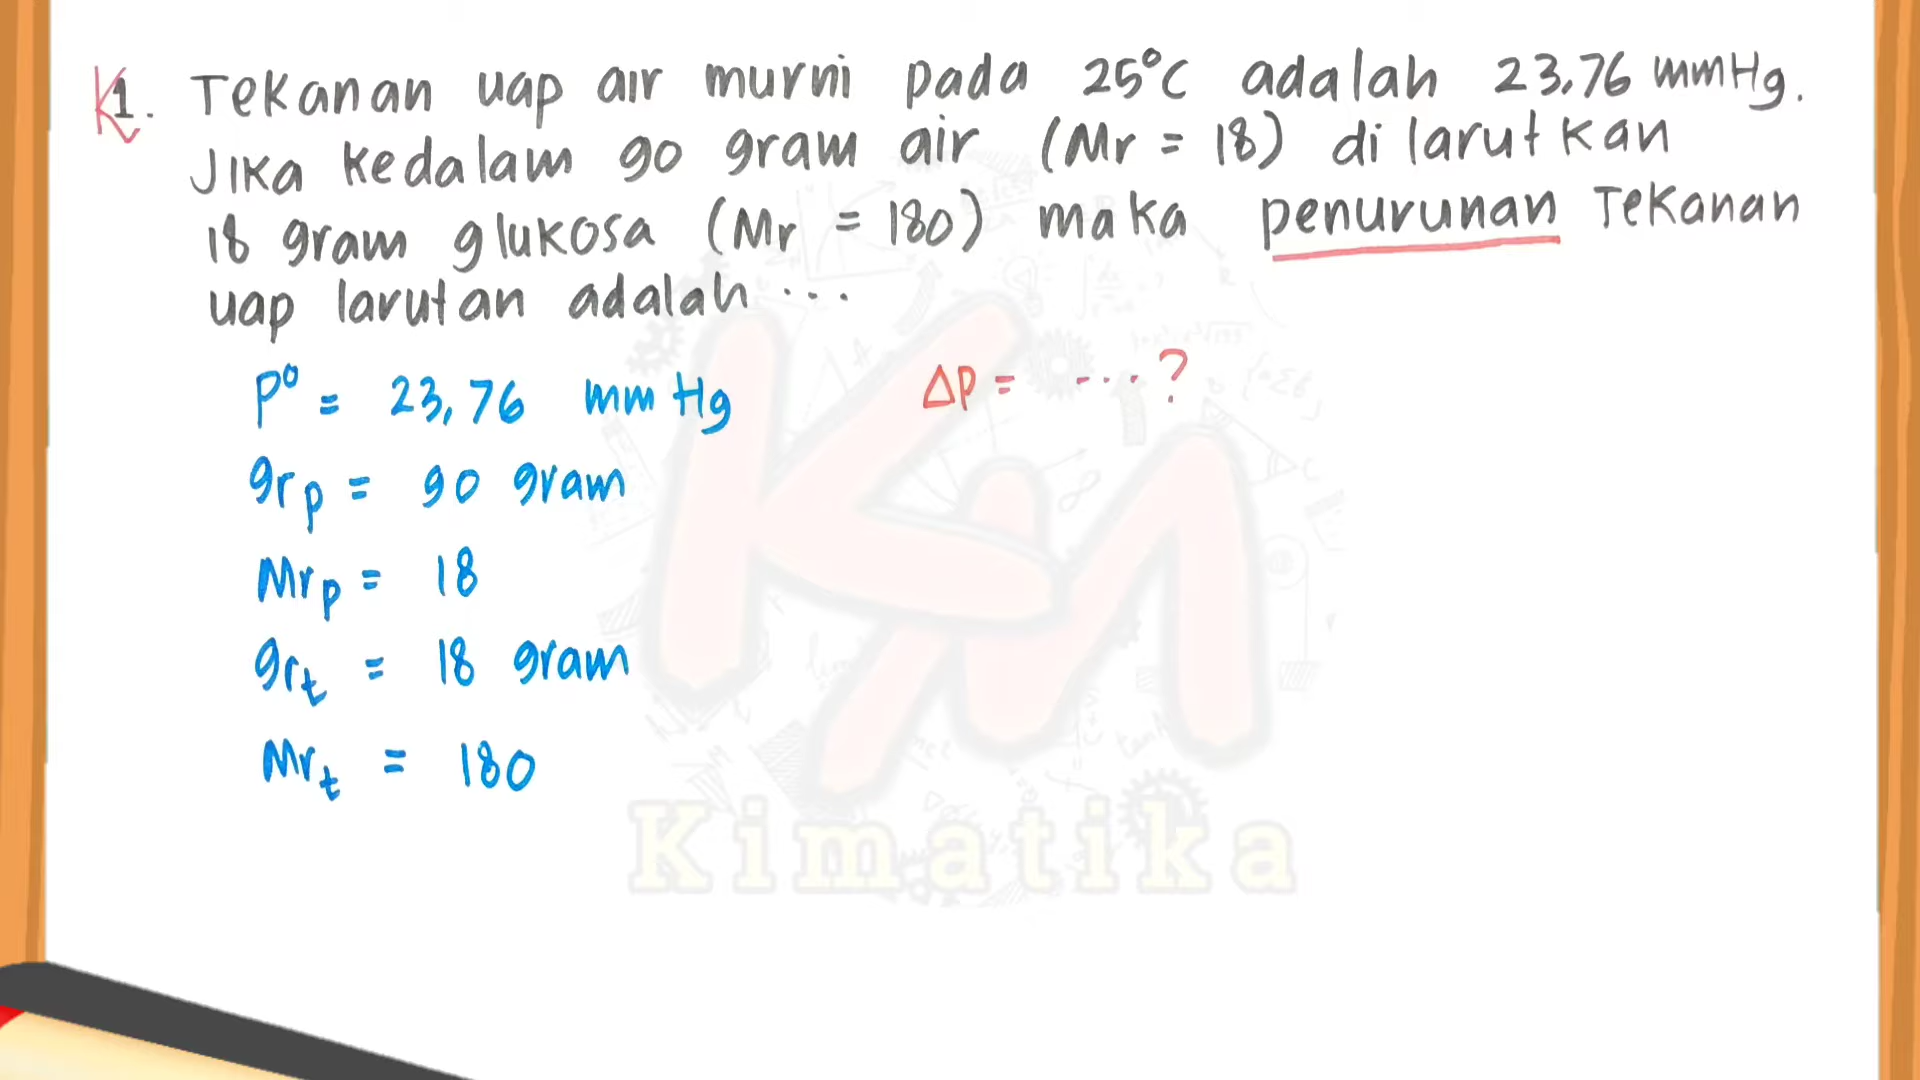 1. Tekanan uap air murni pada 25°C adalah 23,76 mmHg.
Jika kedalam 90 gram air (Mr = 18) di larutkan
18 gram glukosa (Mr = 180) maka penurunan Tekanan
uap larutan adalah ...
P° = 23,76 mmHg
ΔP = ...?
grp = 90 gram
Mrp = 18
grt = 18 gram
Mrt = 180
Kimatika